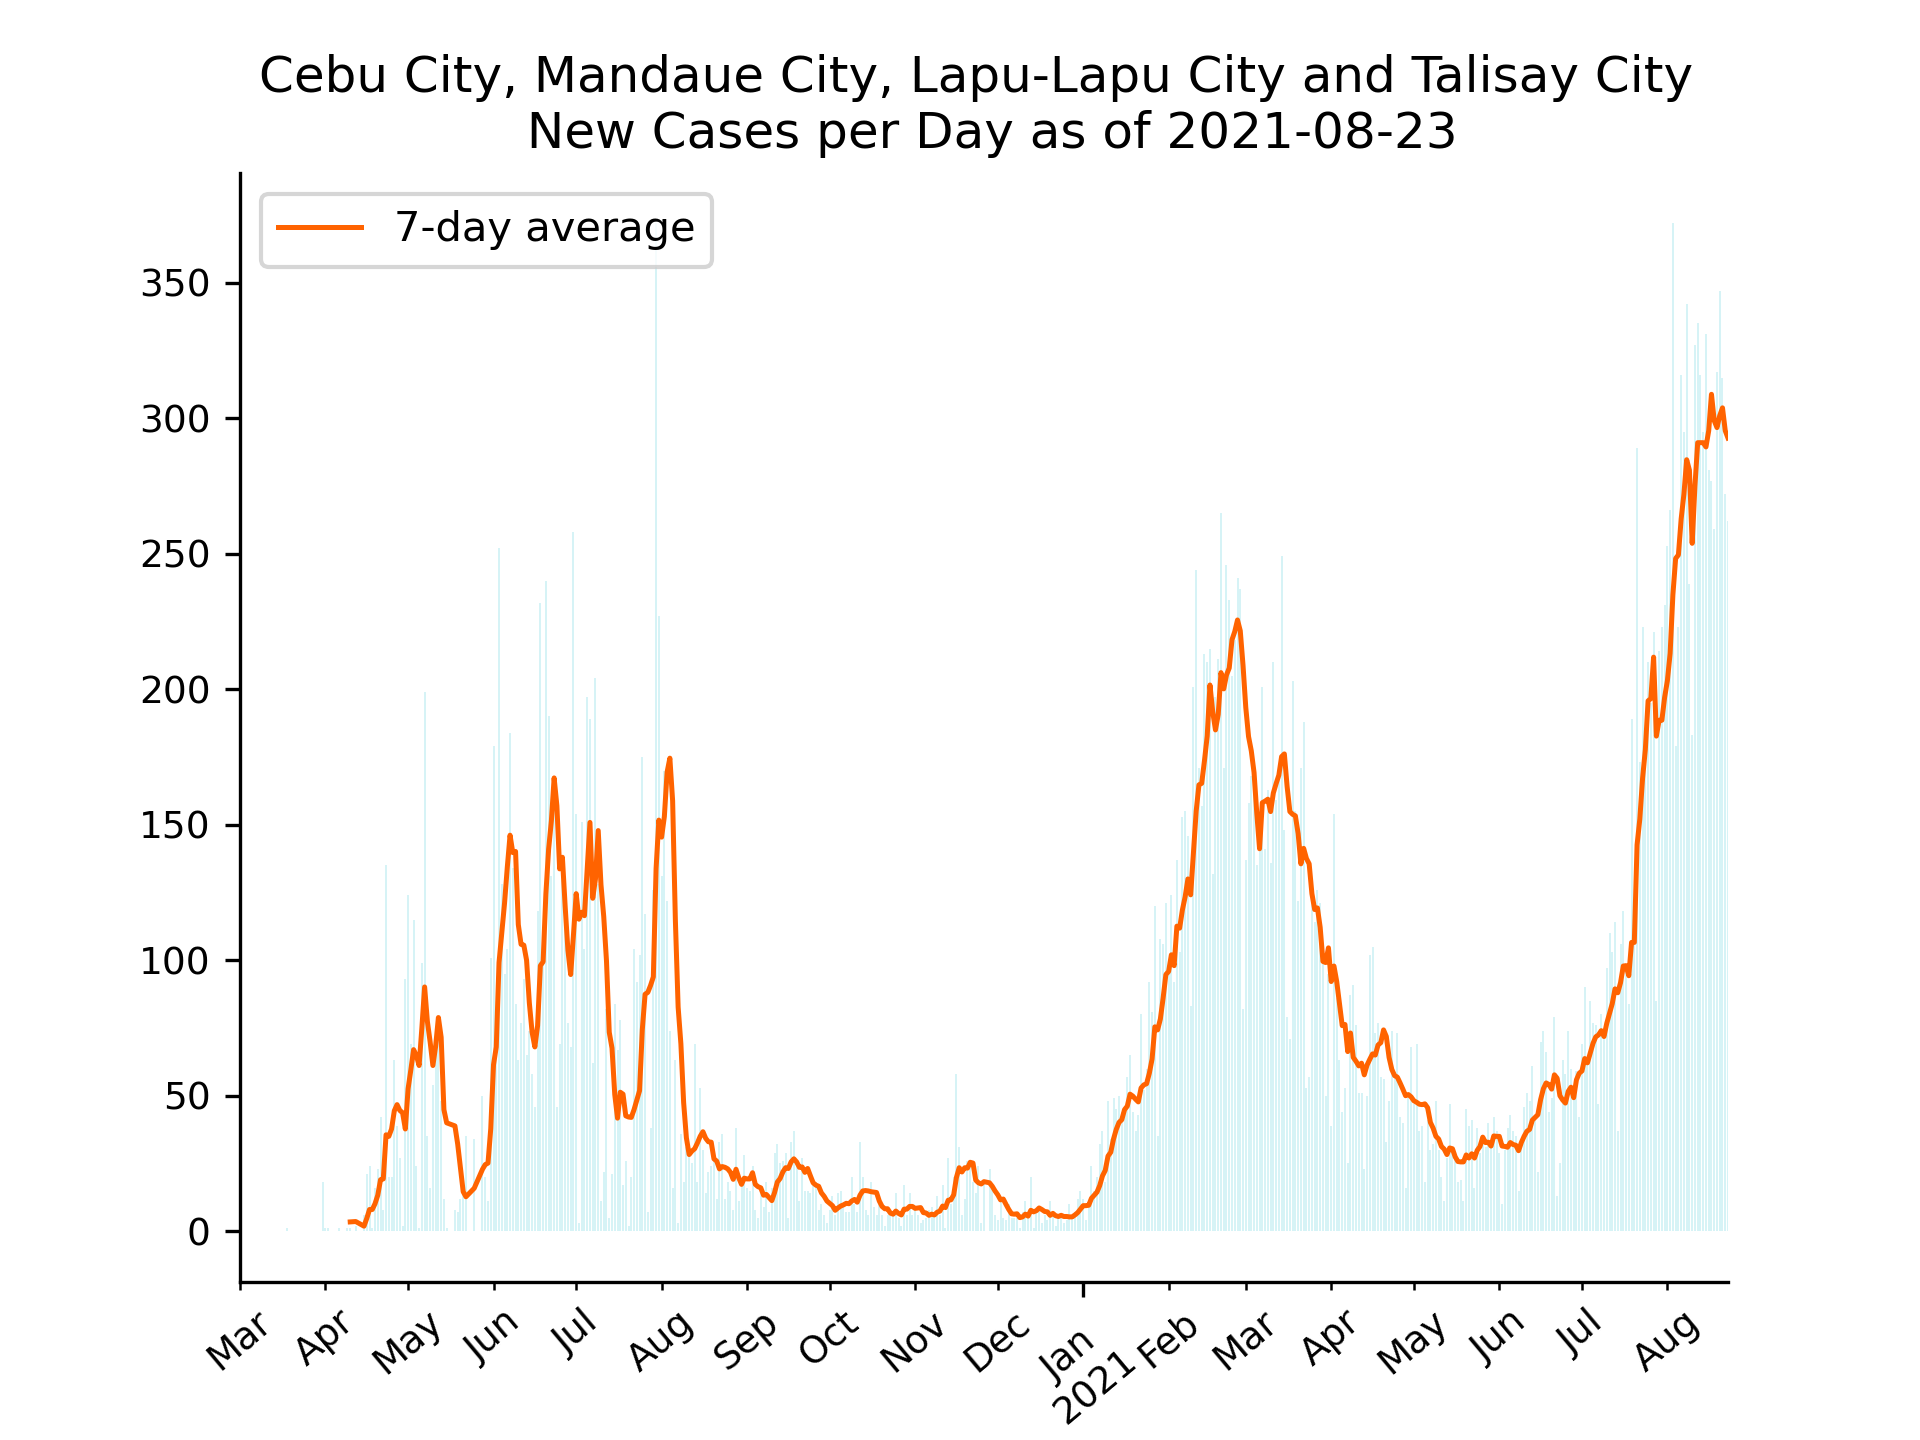 Cebu City, Mandaue City, Lapu-Lapu City and Talisay City
New Cases per Day as of 2021-08-23
7-day average
350
300
250
200
150
100
50
0
Mar Apr May Jun Jul Aug Sep Oct Nov Dec Jan Feb Mar Apr May Jun Jul Aug
2021